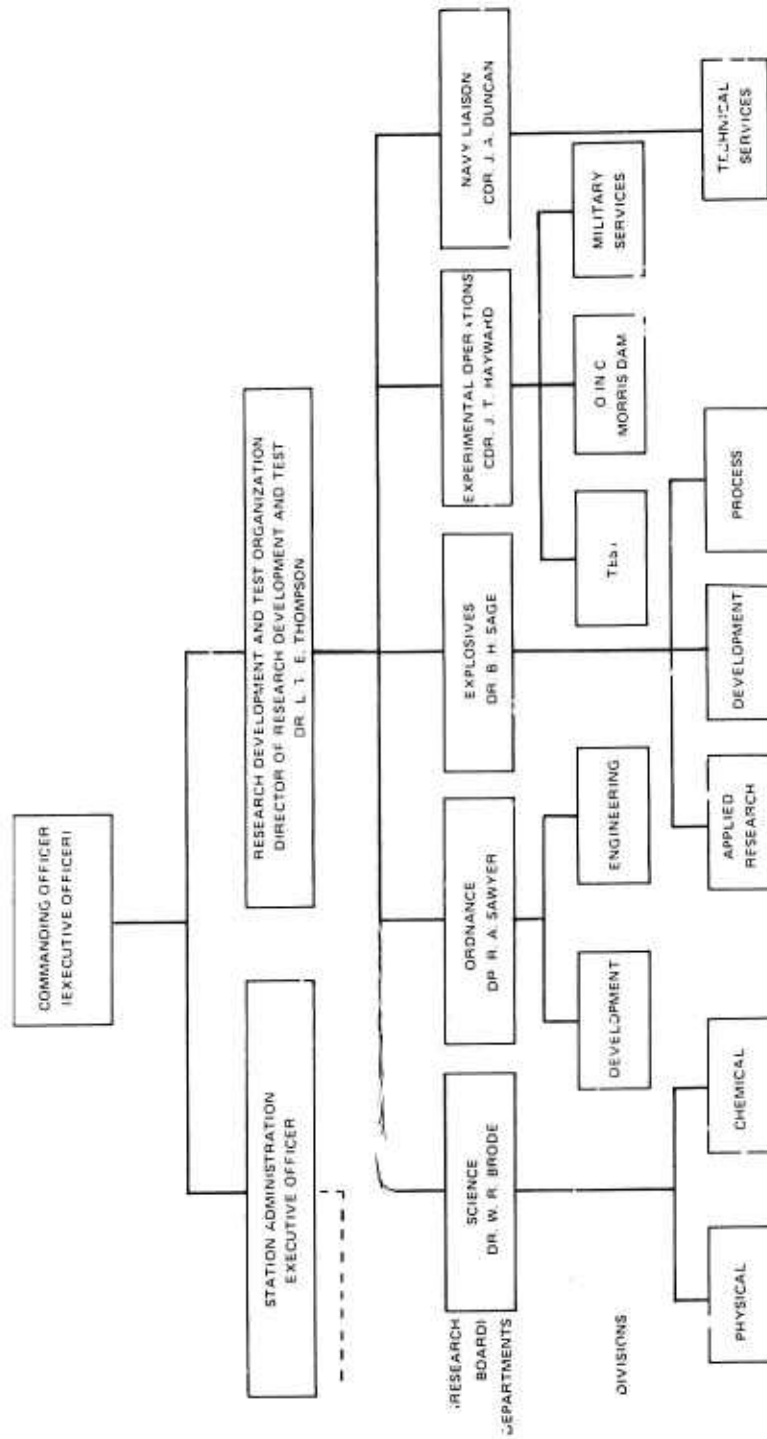 COMMANDING OFFICER
(EXECUTIVE OFFICER)
STATION ADMINISTRATION
EXECUTIVE OFFICER
RESEARCH DEVELOPMENT AND TEST ORGANIZATION
DIRECTOR OF RESEARCH DEVELOPMENT AND TEST
DR. L. T. E. THOMPSON
(RESEARCH
BOARD)
DEPARTMENTS
SCIENCE
DR. W. R. BRODE
ORDNANCE
DR. R. A. SAWYER
EXPLOSIVES
DR. B. H. SAGE
EXPERIMENTAL OPERATIONS
CDR. J. T. HAYWARD
NAVY LIAISON
CDR. J. A. DUNCAN
DIVISIONS
DEVELOPMENT
ENGINEERING
TEST
O IN C
MORRIS DAM
MILITARY
SERVICES
PHYSICAL
CHEMICAL
APPLIED
RESEARCH
DEVELOPMENT
PROCESS
TECHNICAL
SERVICES